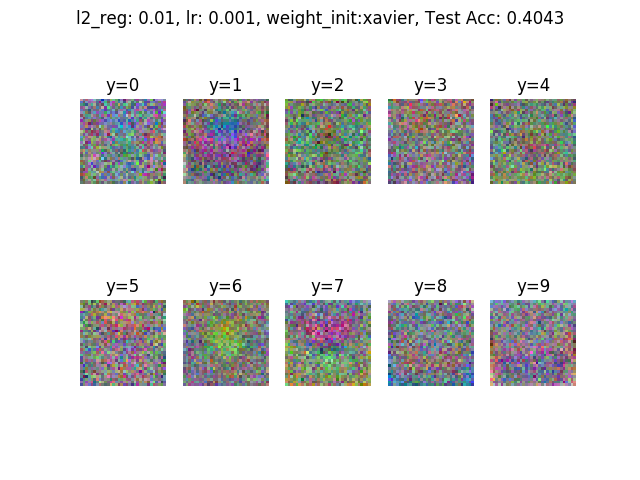 l2_reg: 0.01, lr: 0.001, weight_init:xavier, Test Acc: 0.4043
y=0 y=1 y=2 y=3 y=4
y=5 y=6 y=7 y=8 y=9